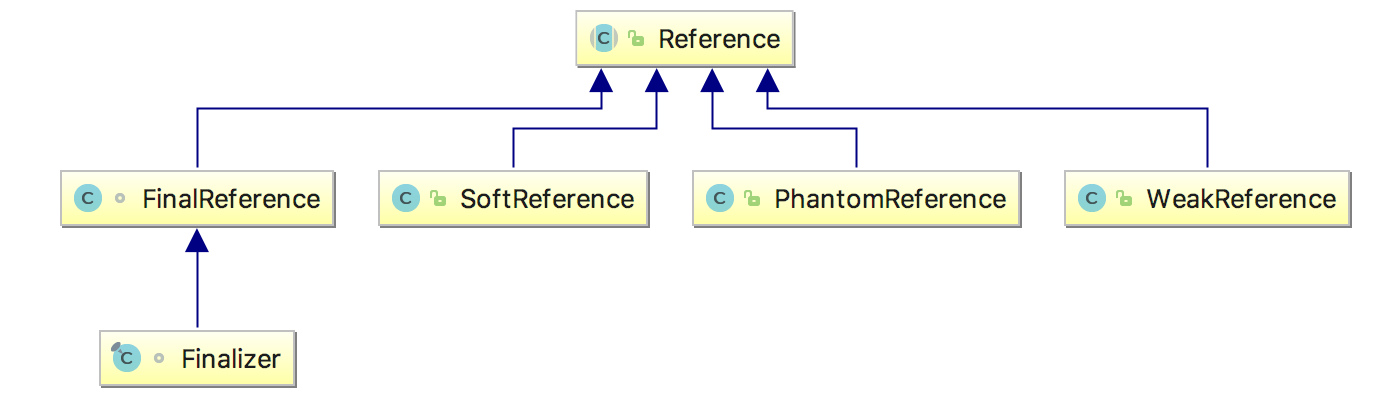 C Reference
C FinalReference
C SoftReference
C PhantomReference
C WeakReference
C Finalizer